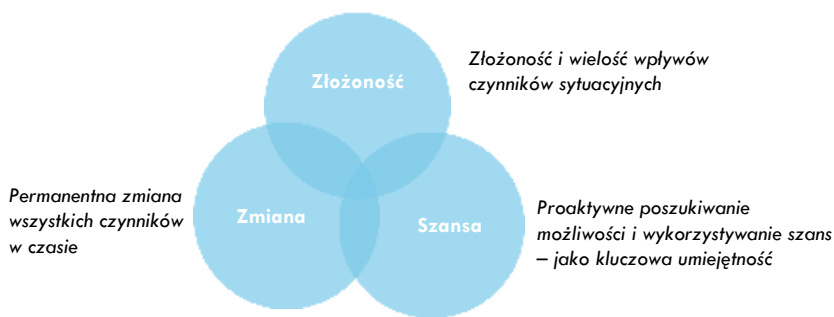 Złożoność
Złożoność i wielość wpływów
czynników sytuacyjnych
Permanentna zmiana
wszystkich czynników
w czasie
Zmiana
Szansa
Proaktywne poszukiwanie
możliwości i wykorzystywanie szans
– jako kluczowa umiejętność